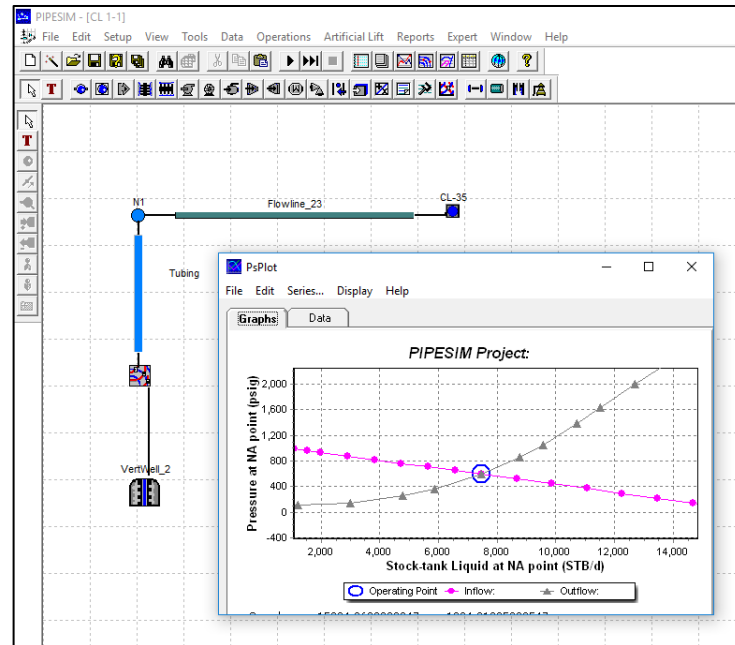 PIPESIM - [CL 1-1]
File Edit Setup View Tools Data Operations Artificial Lift Reports Expert Window Help
T
T
N1
Flowline_23
CL-35
Tubing
VertWell_2
PsPlot
File Edit Series... Display Help
Graphs Data
PIPESIM Project:
Pressure at NA point (psig)
2,000
1,600
1,200
800
400
0
-400
2,000 4,000 6,000 8,000 10,000 12,000 14,000
Stock-tank Liquid at NA point (STB/d)
Operating Point Inflow: Outflow: